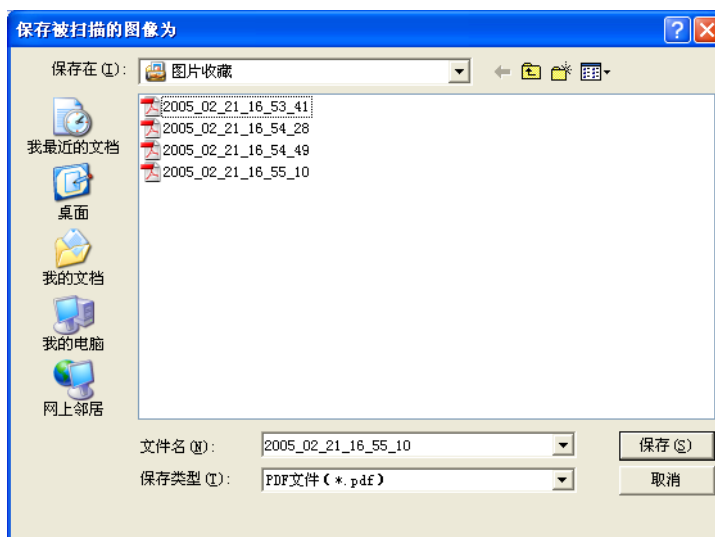 保存被扫描的图像为
保存在(I): 图片收藏
2005_02_21_16_53_41
2005_02_21_16_54_28
2005_02_21_16_54_49
2005_02_21_16_55_10
我最近的文档
桌面
我的文档
我的电脑
网上邻居
文件名(N): 2005_02_21_16_55_10 保存(S)
保存类型(T): PDF文件(*.pdf) 取消